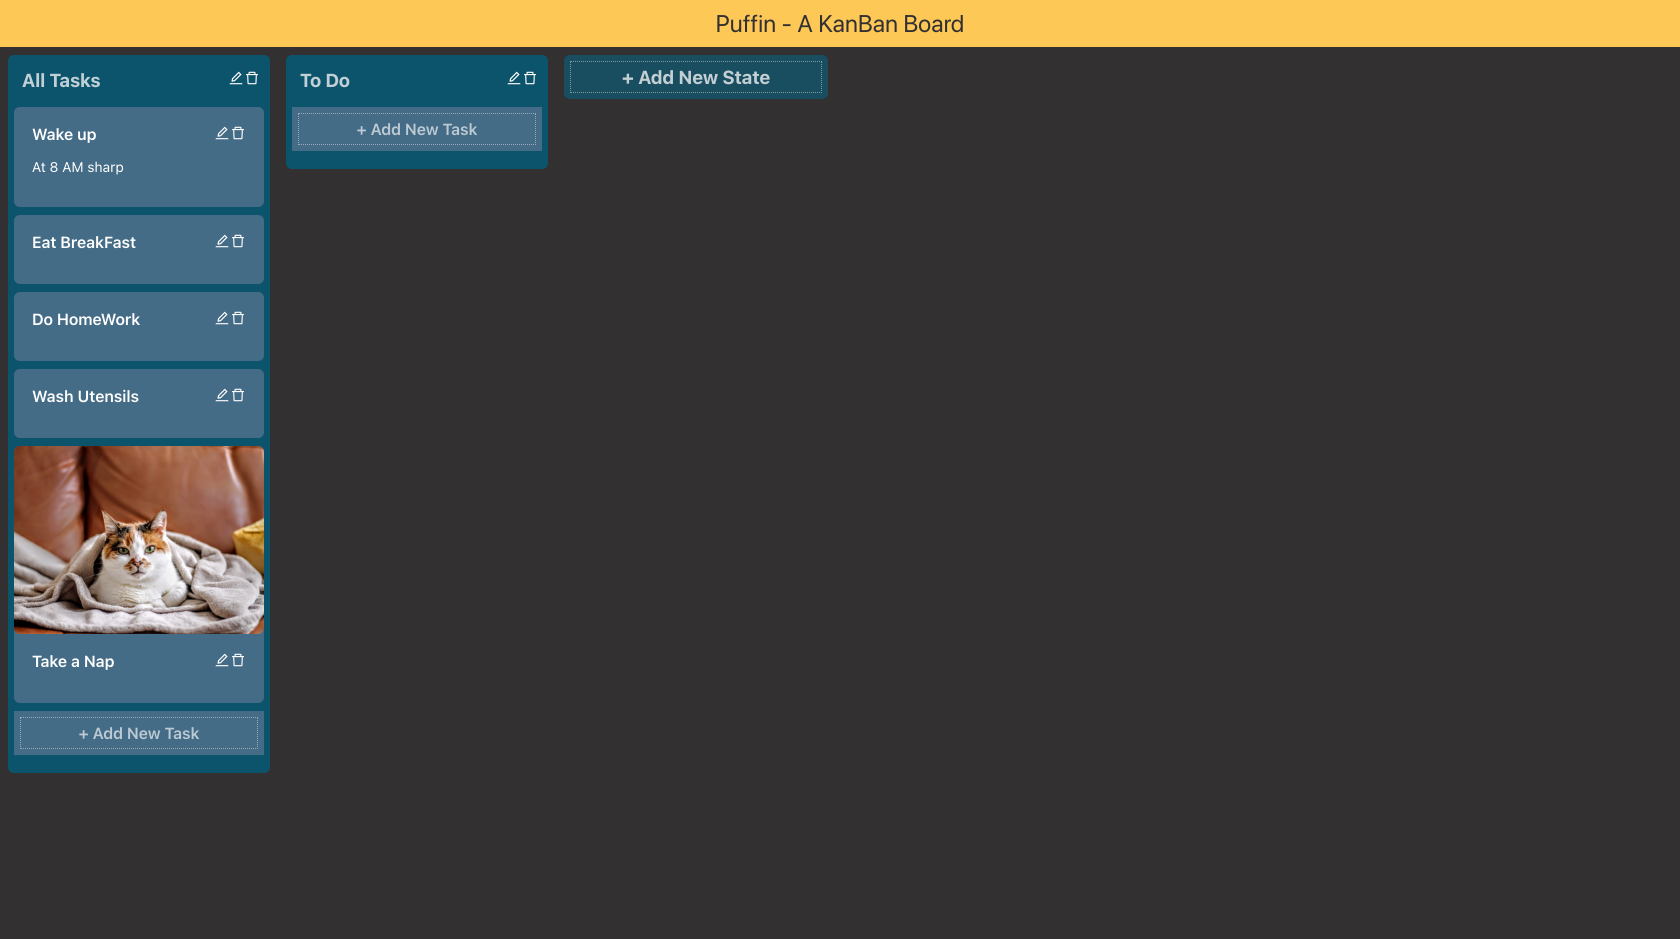 Puffin - A KanBan Board
All Tasks
Wake up
At 8 AM sharp
Eat BreakFast
Do HomeWork
Wash Utensils
Take a Nap
+ Add New Task
To Do
+ Add New Task
+ Add New State